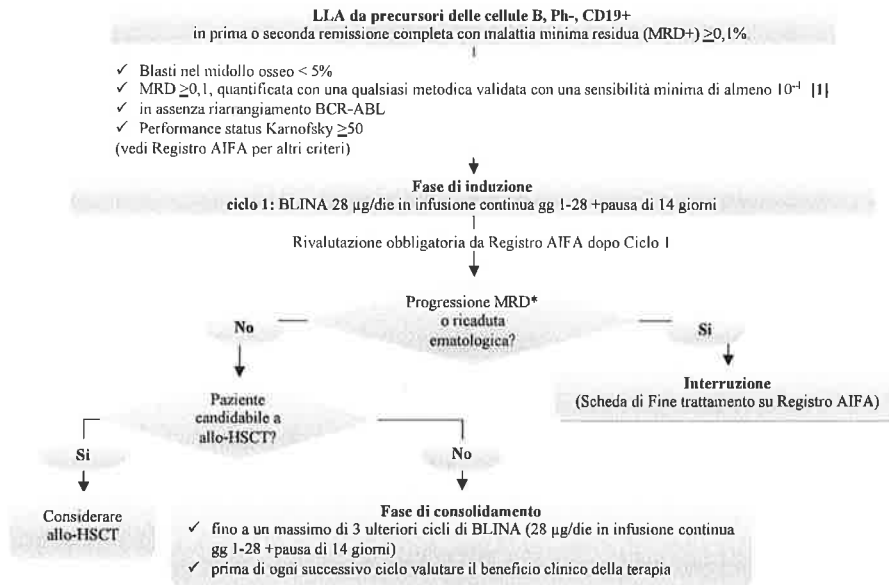 LLA da precursori delle cellule B, Ph-, CD19+
in prima o seconda remissione completa con malattia minima residua (MRD+) ≥0,1%
✓ Blasti nel midollo osseo < 5%
✓ MRD ≥0,1, quantificata con una qualsiasi metodica validata con una sensibilità minima di almeno 10⁻⁴ [1]
✓ in assenza riarrangiamento BCR-ABL
✓ Performance status Karnofsky ≥50
(vedi Registro AIFA per altri criteri)
Fase di induzione
ciclo 1: BLINA 28 µg/die in infusione continua gg 1-28 +pausa di 14 giorni
Rivalutazione obbligatoria da Registro AIFA dopo Ciclo 1
Progressione MRD*
o ricaduta
ematologica?
No
Si
Interruzione
(Scheda di Fine trattamento su Registro AIFA)
Paziente
candidabile a
allo-HSCT?
Si
No
Considerare
allo-HSCT
Fase di consolidamento
✓ fino a un massimo di 3 ulteriori cicli di BLINA (28 µg/die in infusione continua
gg 1-28 +pausa di 14 giorni)
✓ prima di ogni successivo ciclo valutare il beneficio clinico della terapia